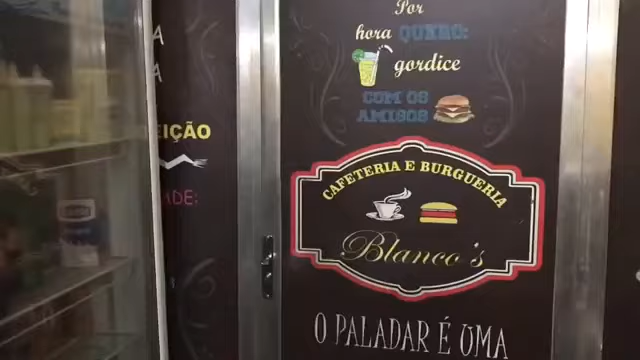 Por
hora QUERO:
gordice
COM OS
AMIGOS
CAFETERIA E BURGUERIA
Blanco's
O PALADAR É UMA
A
A
EIÇÃO
DE: